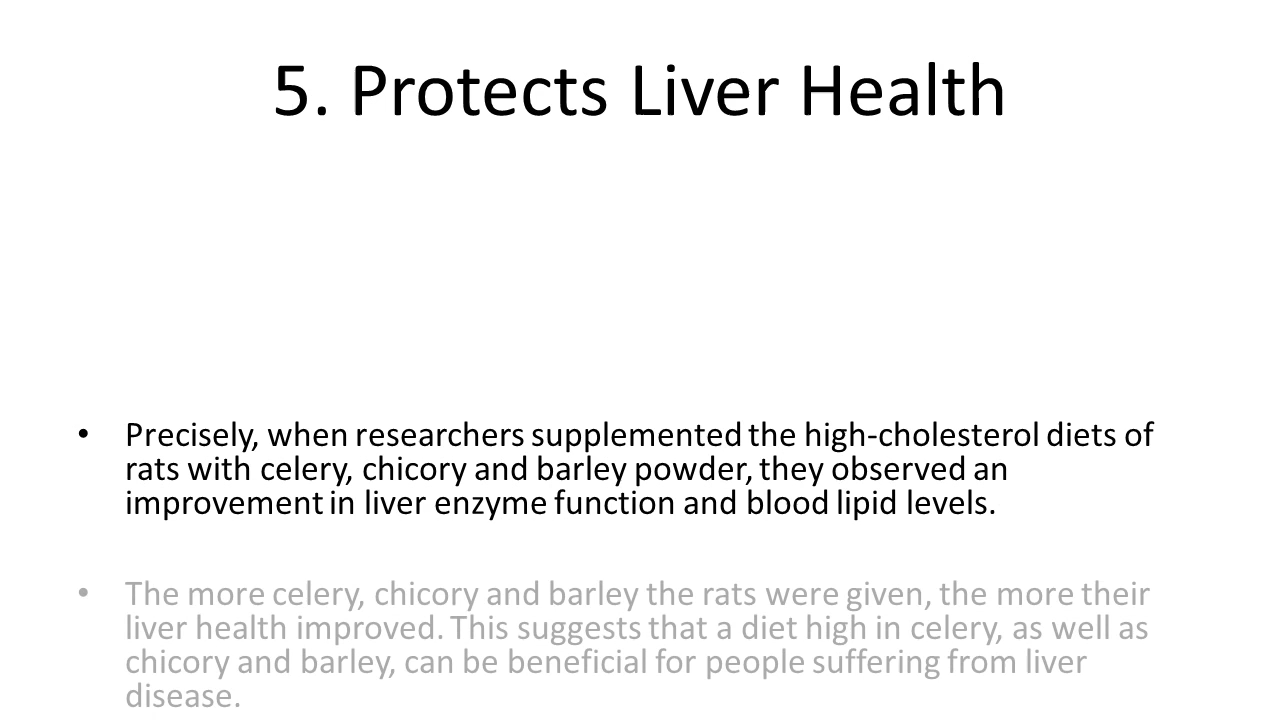 5. Protects Liver Health
• Precisely, when researchers supplemented the high-cholesterol diets of
rats with celery, chicory and barley powder, they observed an
improvement in liver enzyme function and blood lipid levels.
• The more celery, chicory and barley the rats were given, the more their
liver health improved. This suggests that a diet high in celery, as well as
chicory and barley, can be beneficial for people suffering from liver
disease.